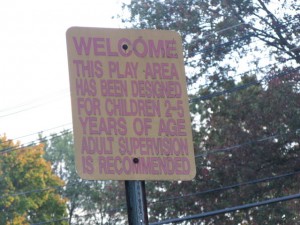 WELCOME
THIS PLAY AREA
HAS BEEN DESIGNED
FOR CHILDREN 2-5
YEARS OF AGE
ADULT SUPERVISION
IS RECOMMENDED